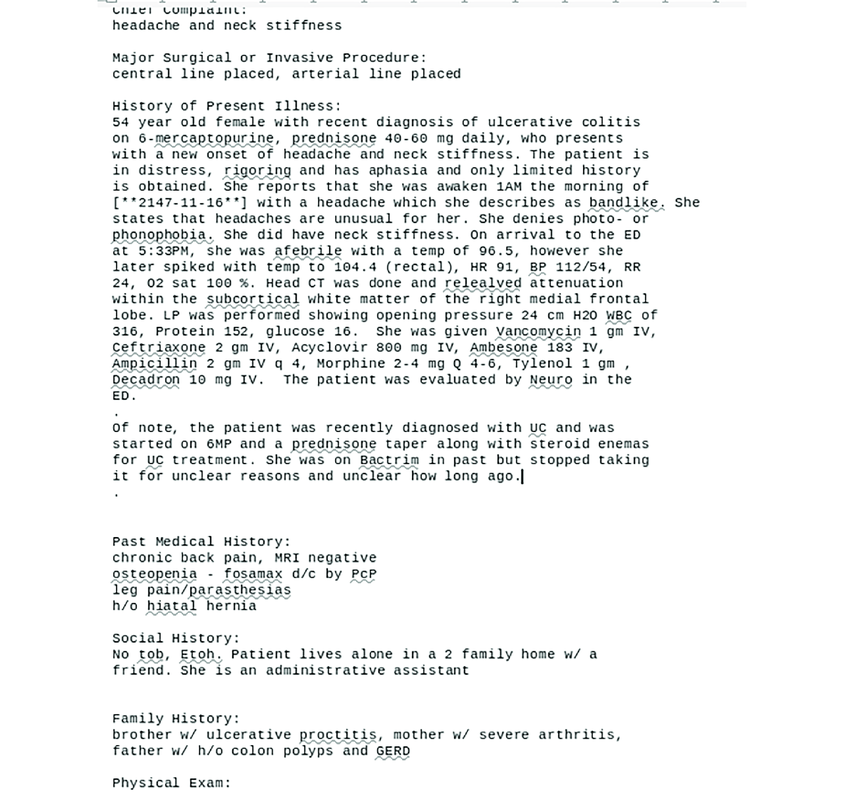 Chief Complaint:
headache and neck stiffness
Major Surgical or Invasive Procedure:
central line placed, arterial line placed
History of Present Illness:
54 year old female with recent diagnosis of ulcerative colitis
on 6-mercaptopurine, prednisone 40-60 mg daily, who presents
with a new onset of headache and neck stiffness. The patient is
in distress, rigoring and has aphasia and only limited history
is obtained. She reports that she was awaken 1AM the morning of
[**2147-11-16**] with a headache which she describes as bandlike. She
states that headaches are unusual for her. She denies photo- or
phonophobia. She did have neck stiffness. On arrival to the ED
at 5:33PM, she was afebrile with a temp of 96.5, however she
later spiked with temp to 104.4 (rectal), HR 91, BP 112/54, RR
24, O2 sat 100 %. Head CT was done and relealved attenuation
within the subcortical white matter of the right medial frontal
lobe. LP was performed showing opening pressure 24 cm H2O WBC of
316, Protein 152, glucose 16.  She was given Vancomycin 1 gm IV,
Ceftriaxone 2 gm IV, Acyclovir 800 mg IV, Ambesone 183 IV,
Ampicillin 2 gm IV q 4, Morphine 2-4 mg Q 4-6, Tylenol 1 gm ,
Decadron 10 mg IV.  The patient was evaluated by Neuro in the
ED.
.
Of note, the patient was recently diagnosed with UC and was
started on 6MP and a prednisone taper along with steroid enemas
for UC treatment. She was on Bactrim in past but stopped taking
it for unclear reasons and unclear how long ago.
.
Past Medical History:
chronic back pain, MRI negative
osteopenia - fosamax d/c by PcP
leg pain/parasthesias
h/o hiatal hernia
Social History:
No tob, Etoh. Patient lives alone in a 2 family home w/ a
friend. She is an administrative assistant
Family History:
brother w/ ulcerative proctitis, mother w/ severe arthritis,
father w/ h/o colon polyps and GERD
Physical Exam: